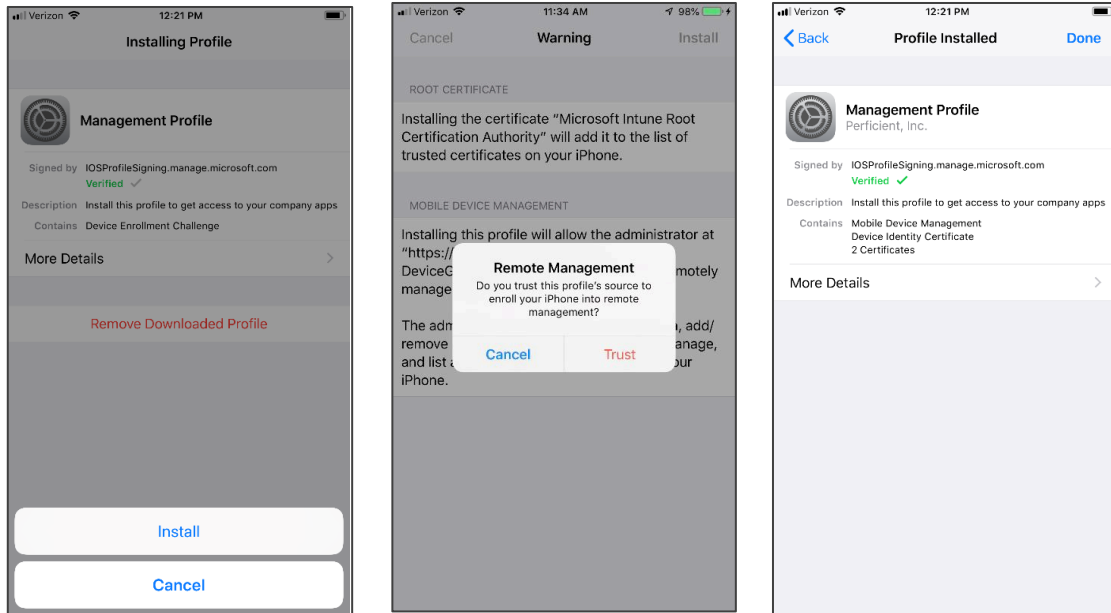 Verizon
12:21 PM
Installing Profile
Management Profile
Signed by IOSProfileSigning.manage.microsoft.com
Verified ✓
Description Install this profile to get access to your company apps
Contains Device Enrollment Challenge
More Details
Remove Downloaded Profile
Install
Cancel
Verizon
11:34 AM
98%
Cancel
Warning
Install
ROOT CERTIFICATE
Installing the certificate “Microsoft Intune Root
Certification Authority” will add it to the list of
trusted certificates on your iPhone.
MOBILE DEVICE MANAGEMENT
Installing this profile will allow the administrator at
“https://
manage
The
remove
and list
iPhone.
add/
Remote Management
Do you trust this profile’s source to
enroll your iPhone into remote
management?
Cancel
Trust
Verizon
12:21 PM
Back
Profile Installed
Done
Management Profile
Perficient, Inc.
Signed by IOSProfileSigning.manage.microsoft.com
Verified ✓
Description Install this profile to get access to your company apps
Contains Mobile Device Management
Device Identity Certificate
2 Certificates
More Details